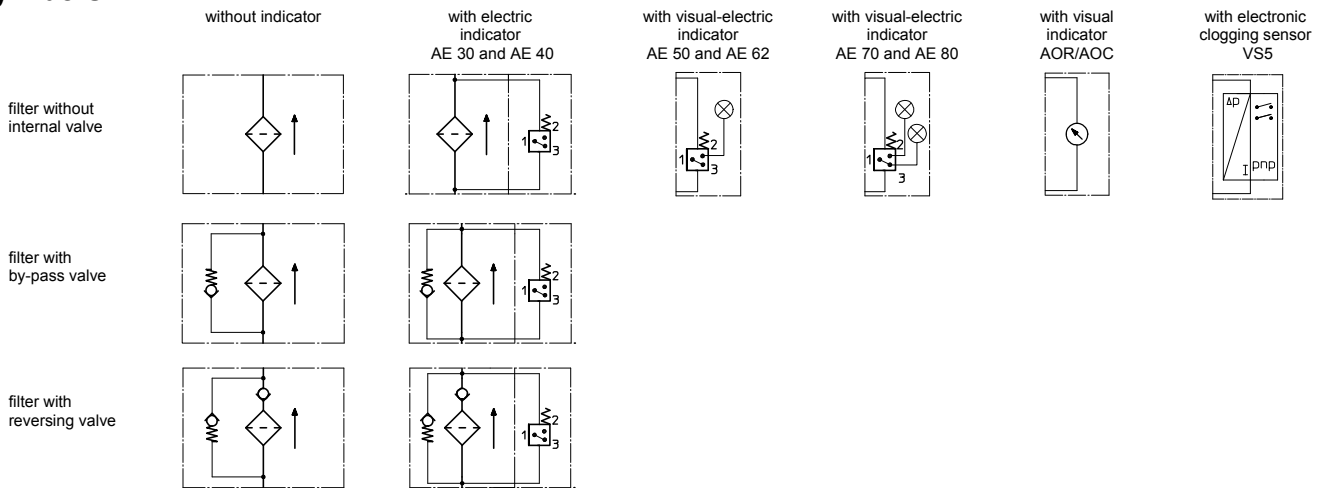 without indicator
with electric
indicator
AE 30 and AE 40
with visual-electric
indicator
AE 50 and AE 62
with visual-electric
indicator
AE 70 and AE 80
with visual
indicator
AOR/AOC
with electronic
clogging sensor
VS5
filter without
internal valve
1
2
3
1
2
3
1
2
3
Δp
I
pnp
filter with
by-pass valve
1
2
3
filter with
reversing valve
1
2
3